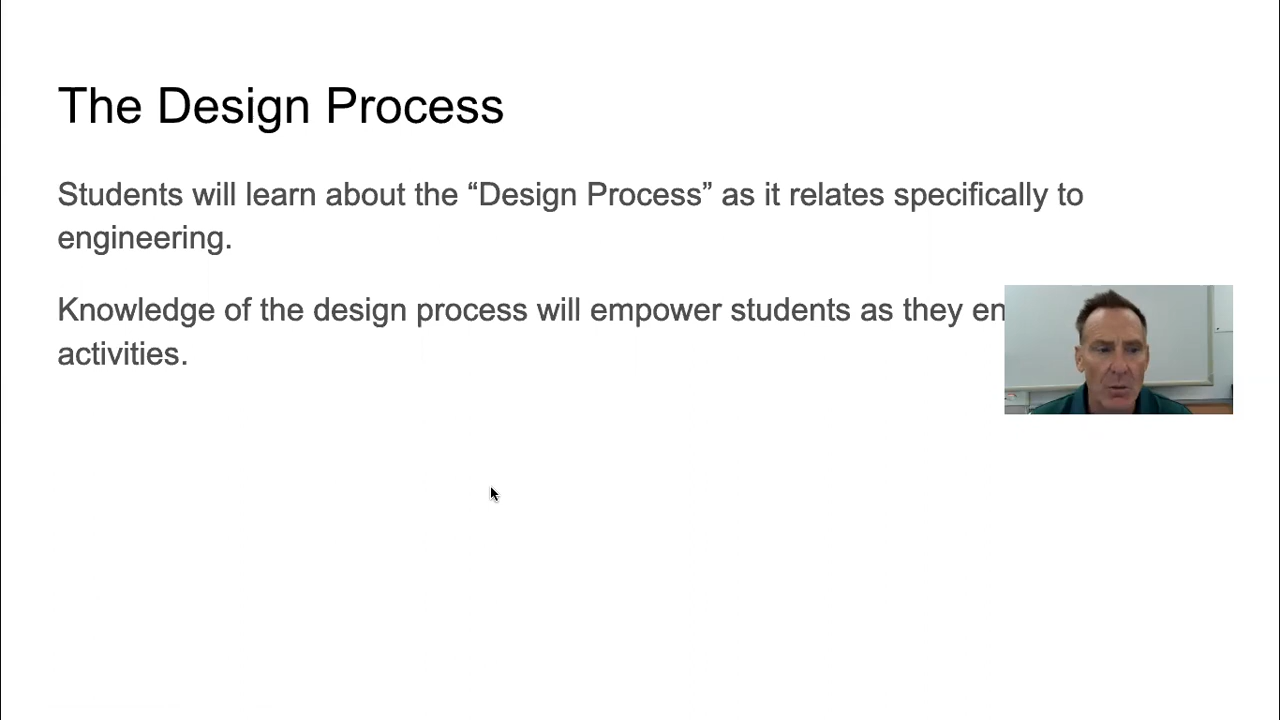 The Design Process
Students will learn about the “Design Process” as it relates specifically to
engineering.
Knowledge of the design process will empower students as they
activities.